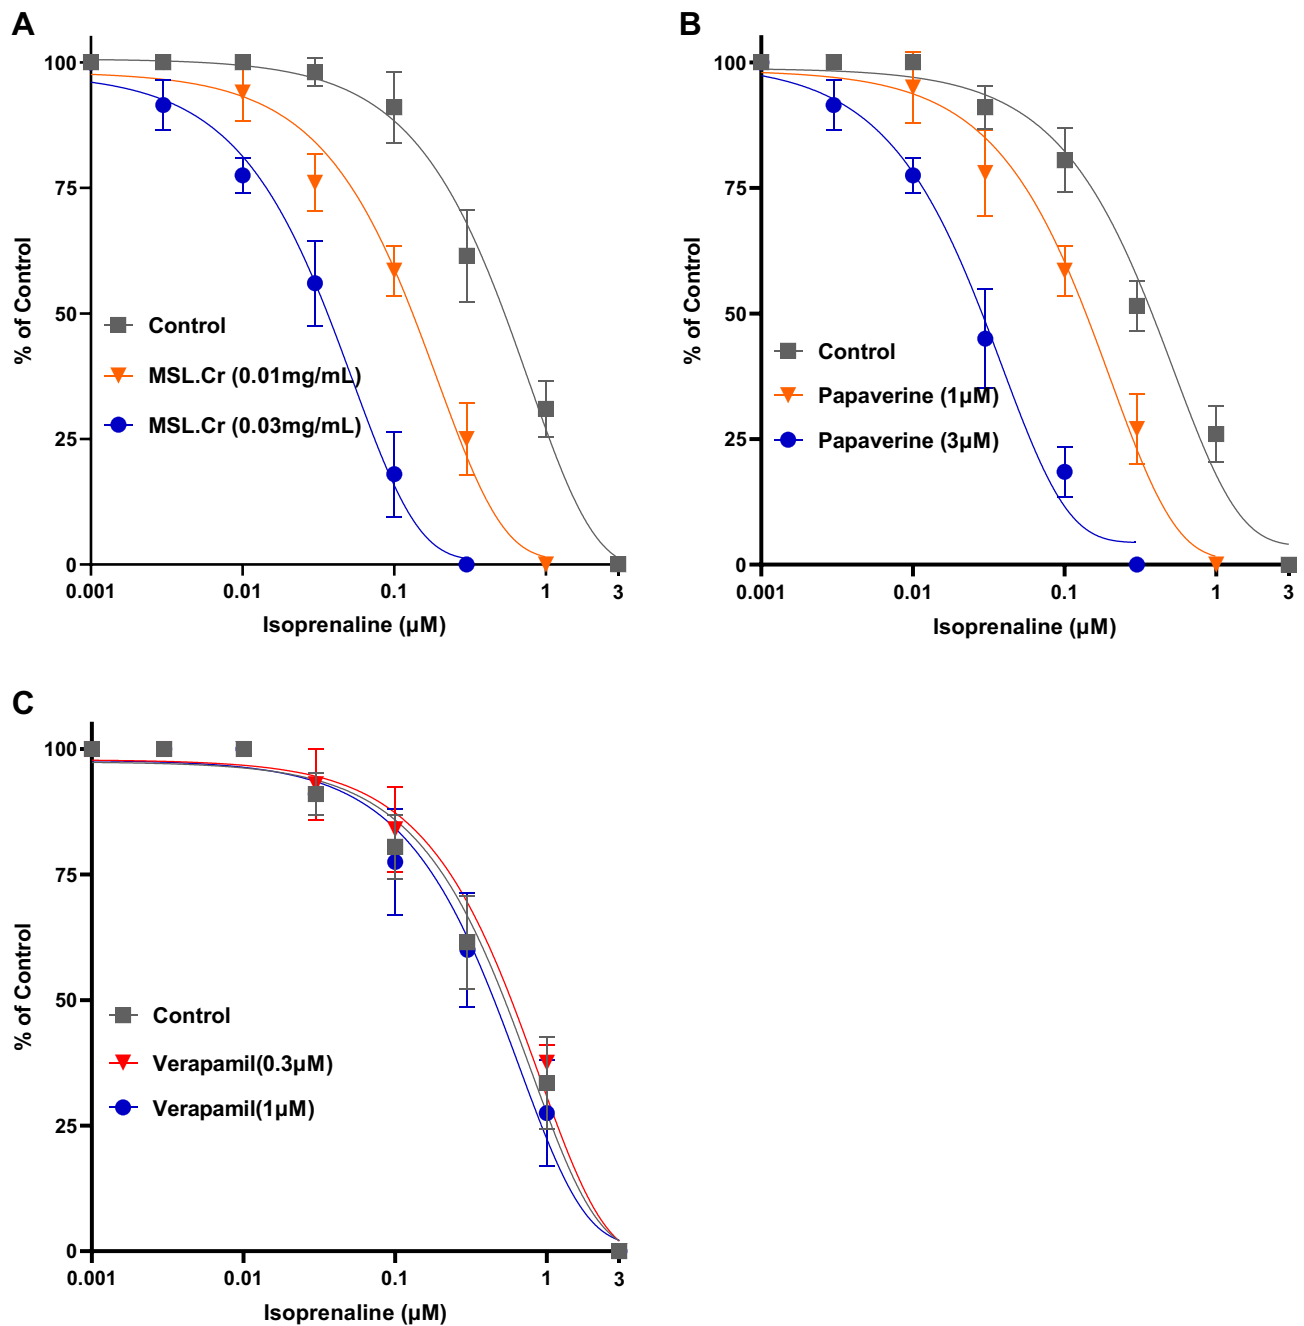 A
% of Control
100
75
50
25
0
Control
MSL.Cr (0.01mg/mL)
MSL.Cr (0.03mg/mL)
0.001
0.01
0.1
1
3
Isoprenaline (µM)
B
% of Control
100
75
50
25
0
Control
Papaverine (1µM)
Papaverine (3µM)
0.001
0.01
0.1
1
3
Isoprenaline (µM)
C
% of Control
100
75
50
25
0
Control
Verapamil(0.3µM)
Verapamil(1µM)
0.001
0.01
0.1
1
3
Isoprenaline (µM)